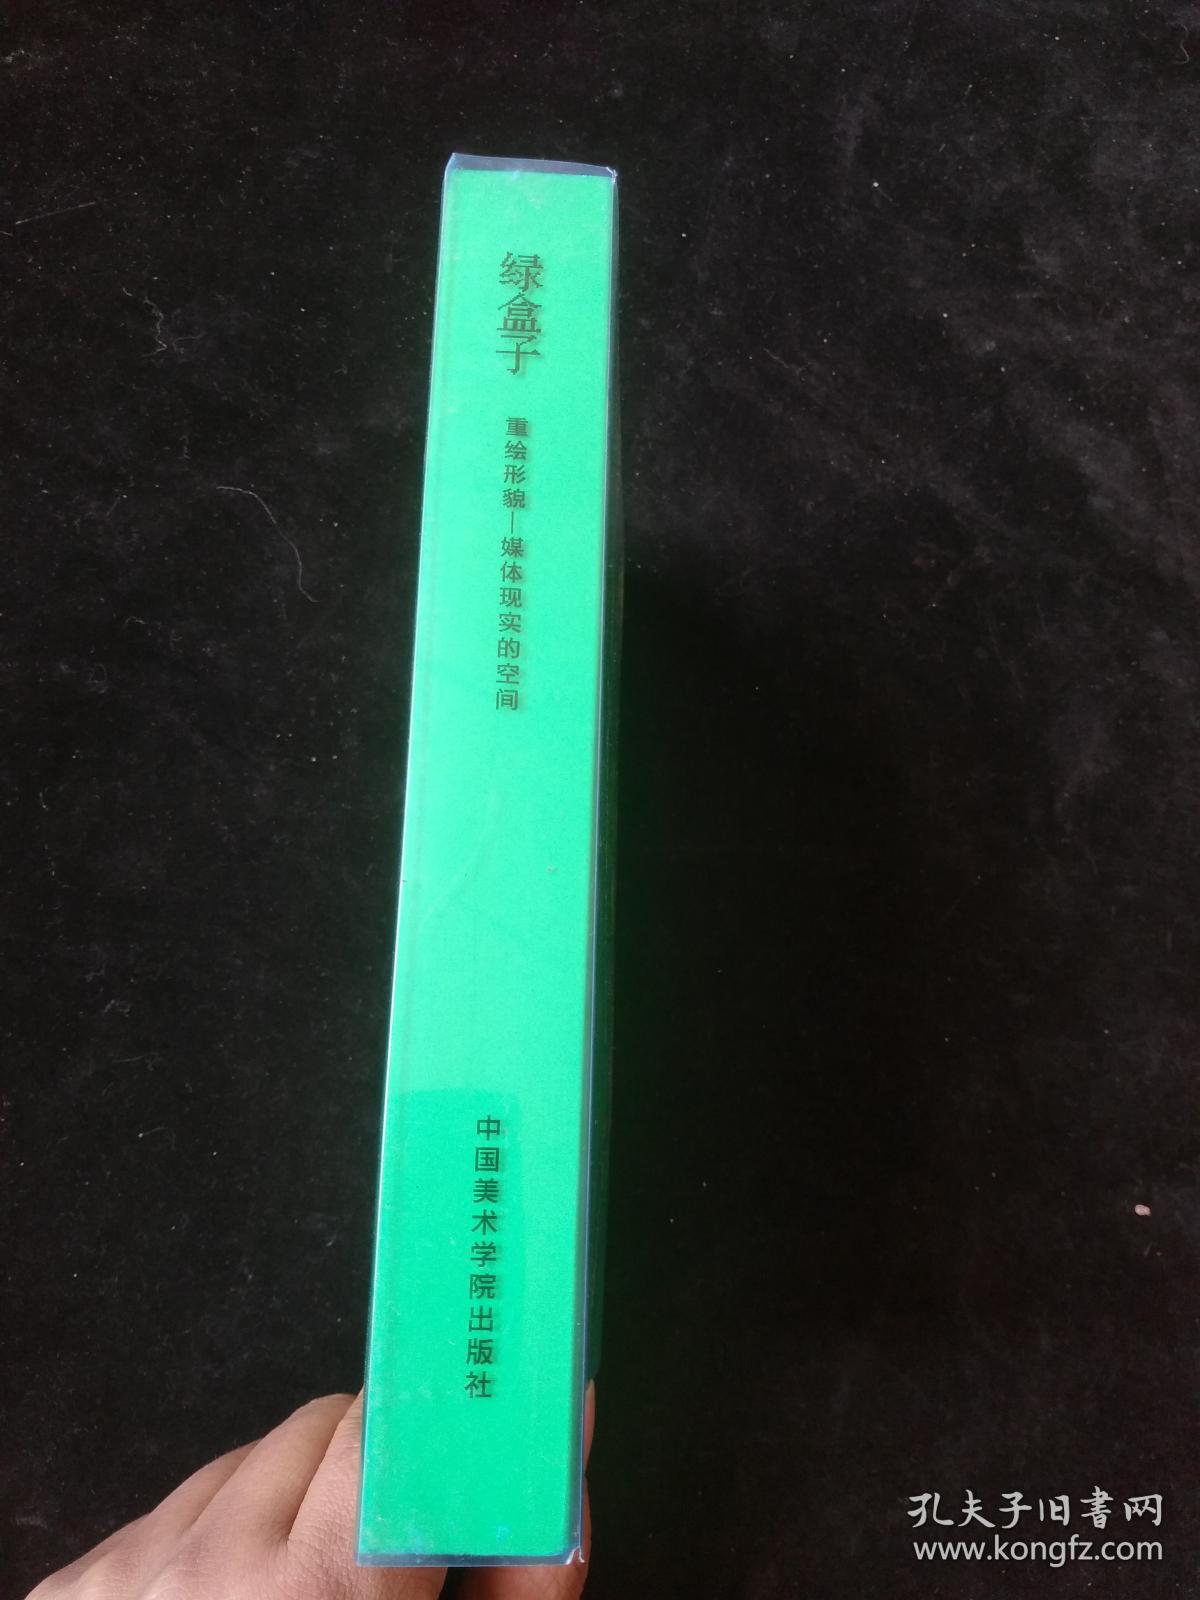 绿盒子
重绘形貌—媒体现实的空间
中国美术学院出版社
孔夫子旧書网
www.kongfz.com